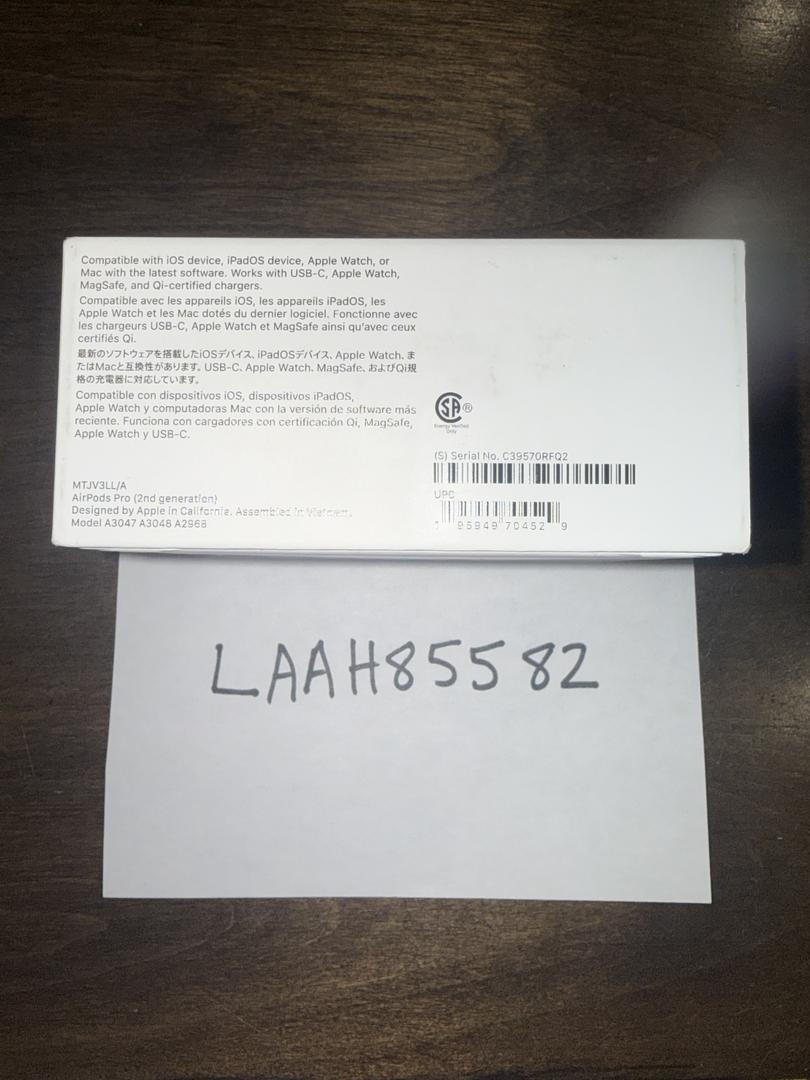 Compatible with iOS device, iPadOS device, Apple Watch, or
Mac with the latest software. Works with USB-C, Apple Watch,
MagSafe, and Qi-certified chargers.
Compatible avec les appareils iOS, les appareils iPadOS, les
Apple Watch et les Mac dotés du dernier logiciel. Fonctionne avec
les chargeurs USB-C, Apple Watch et MagSafe ainsi qu'avec ceux
certifiés Qi.
最新のソフトウェアを搭載したiOSデバイス、iPadOSデバイス、Apple Watch、ま
たはMacと互換性があります。USB-C、Apple Watch、MagSafe、およびQi規
格の充電器に対応しています。
Compatible con dispositivos iOS, dispositivos iPadOS,
Apple Watch y computadoras Mac con la versión de software más
reciente. Funciona con cargadores con certificación Qi, MagSafe,
Apple Watch y USB-C.
MTJV3LL/A
AirPods Pro (2nd generation)
Designed by Apple in California. Assembled in Vietnam.
Model A3047 A3048 A2968
SA®
Energy Verified
Only
(S) Serial No. C39570RFQ2
UPC
1 95949 70452 9
LAAH85582